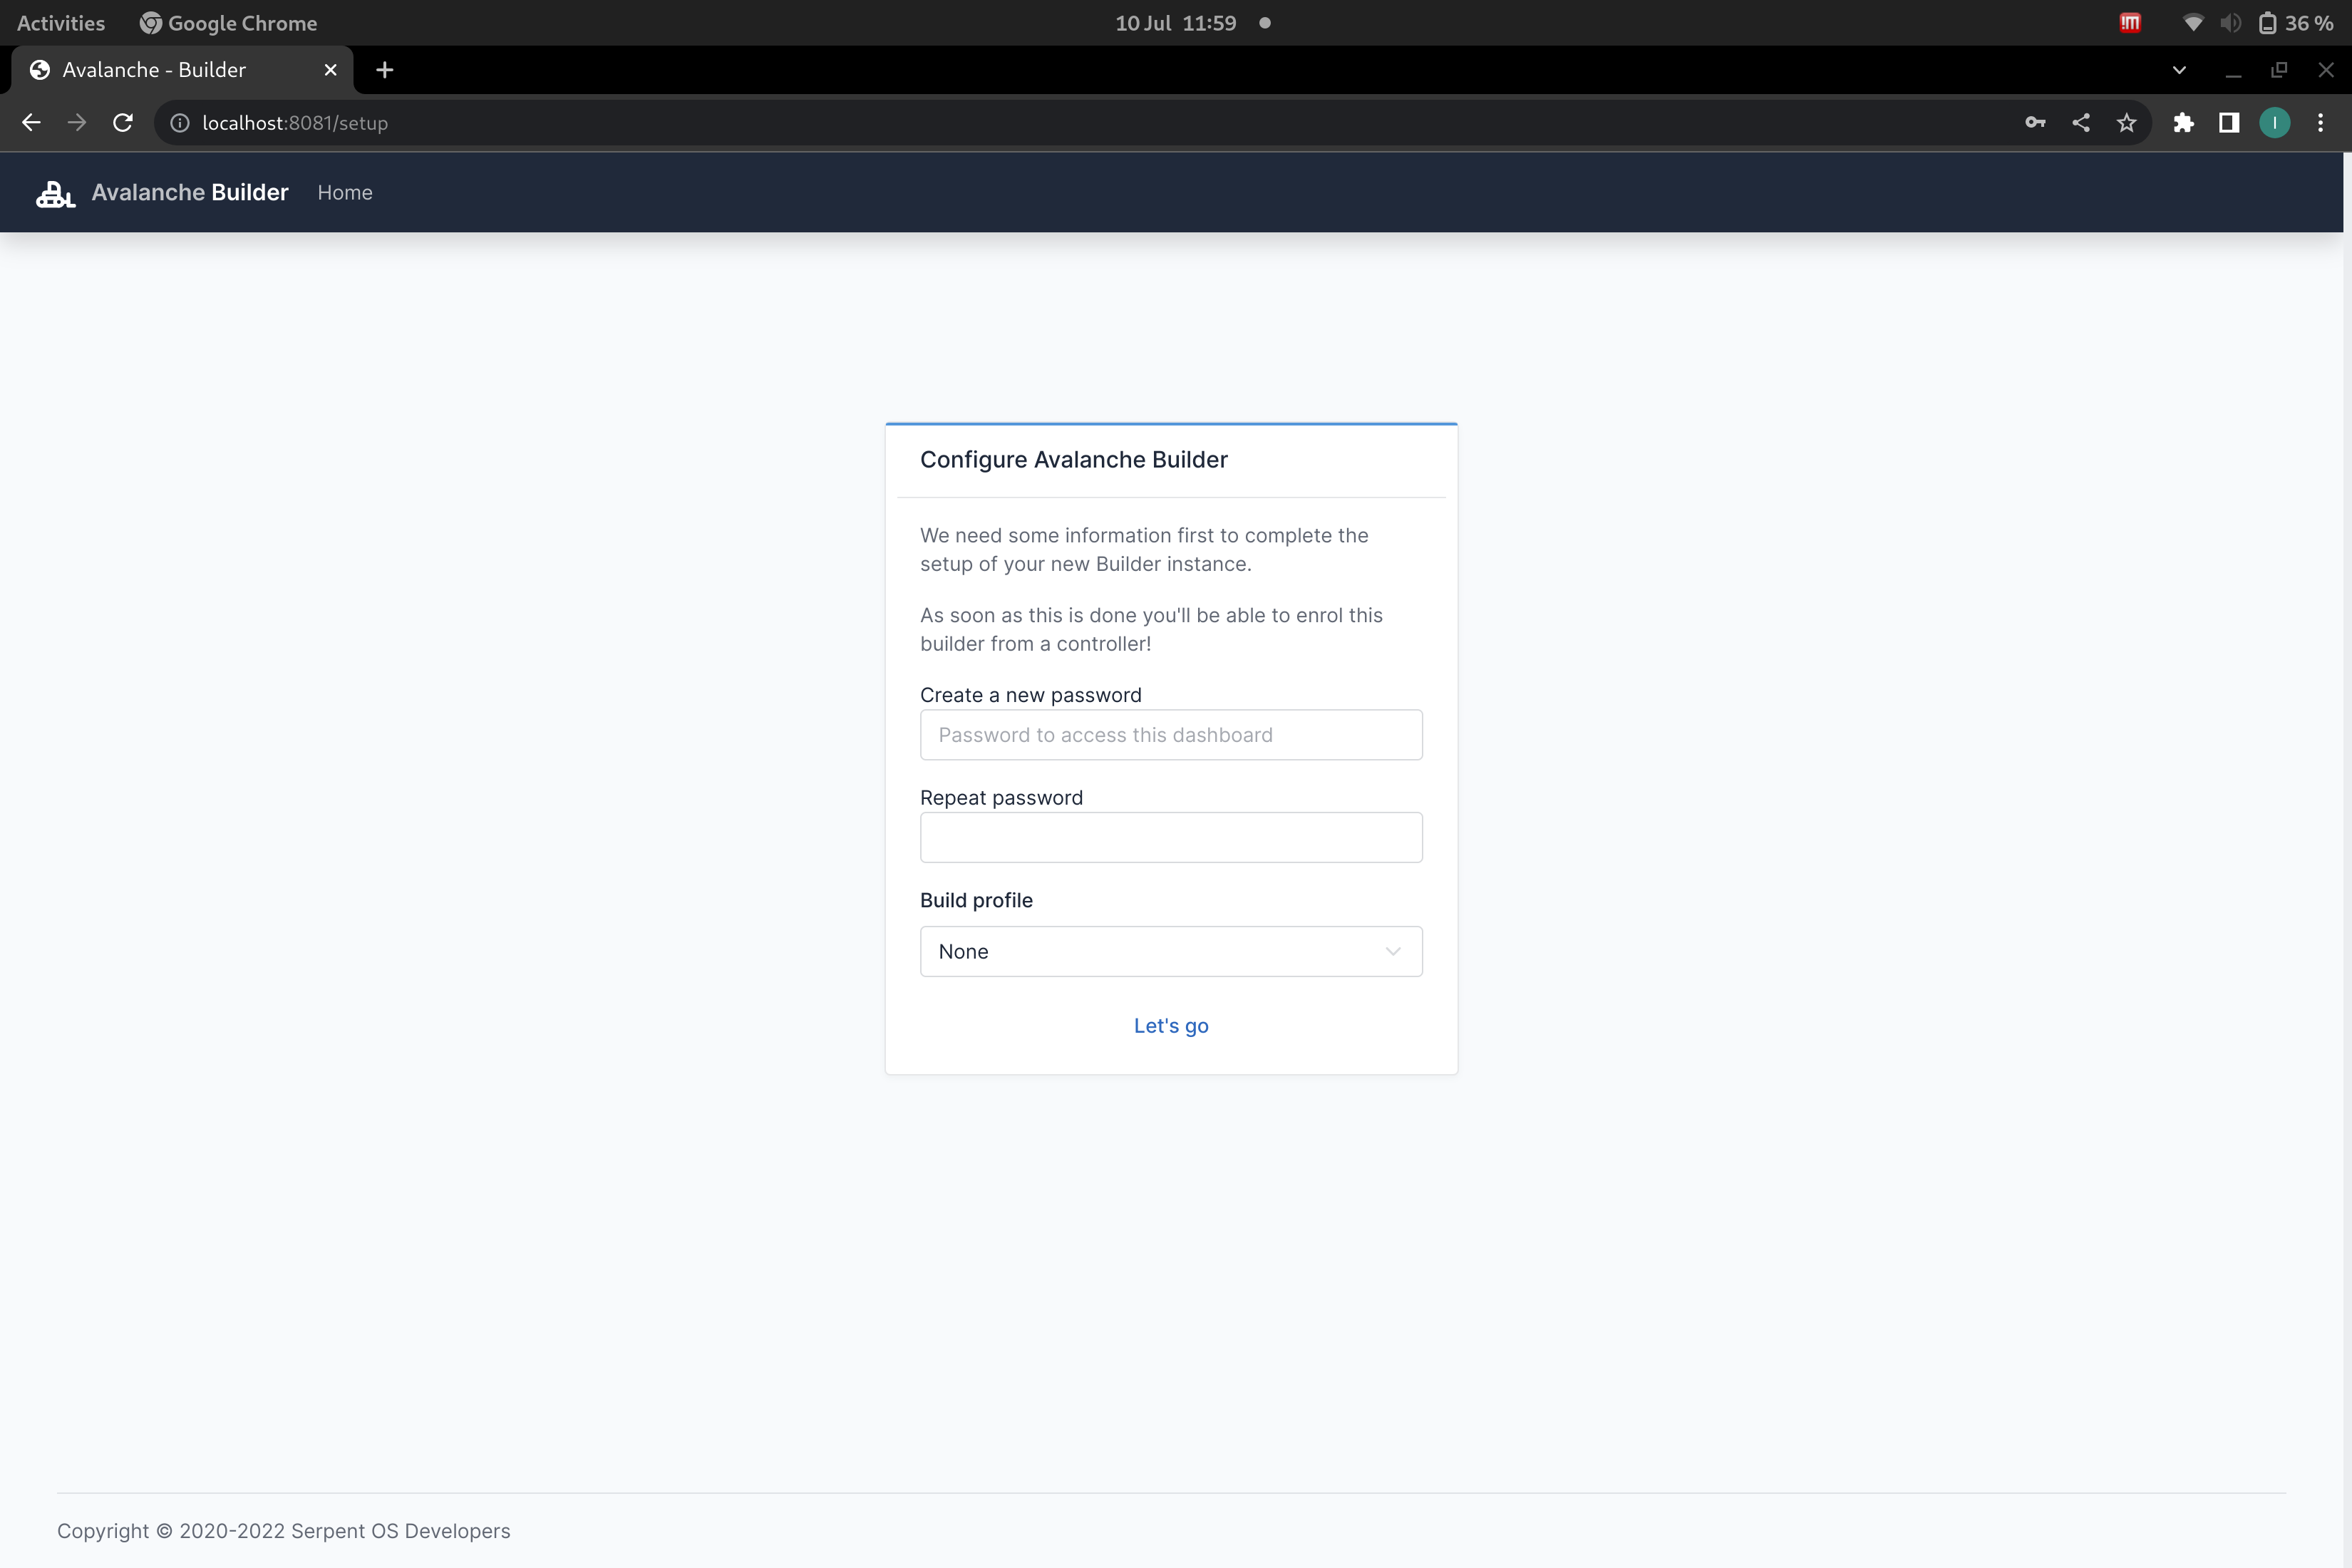 Activities Google Chrome 10 Jul 11:59 !m 36 %
Avalanche - Builder
localhost:8081/setup I
Avalanche Builder Home
Configure Avalanche Builder
We need some information first to complete the
setup of your new Builder instance.
As soon as this is done you'll be able to enrol this
builder from a controller!
Create a new password
Password to access this dashboard
Repeat password
Build profile
None
Let's go
Copyright © 2020-2022 Serpent OS Developers